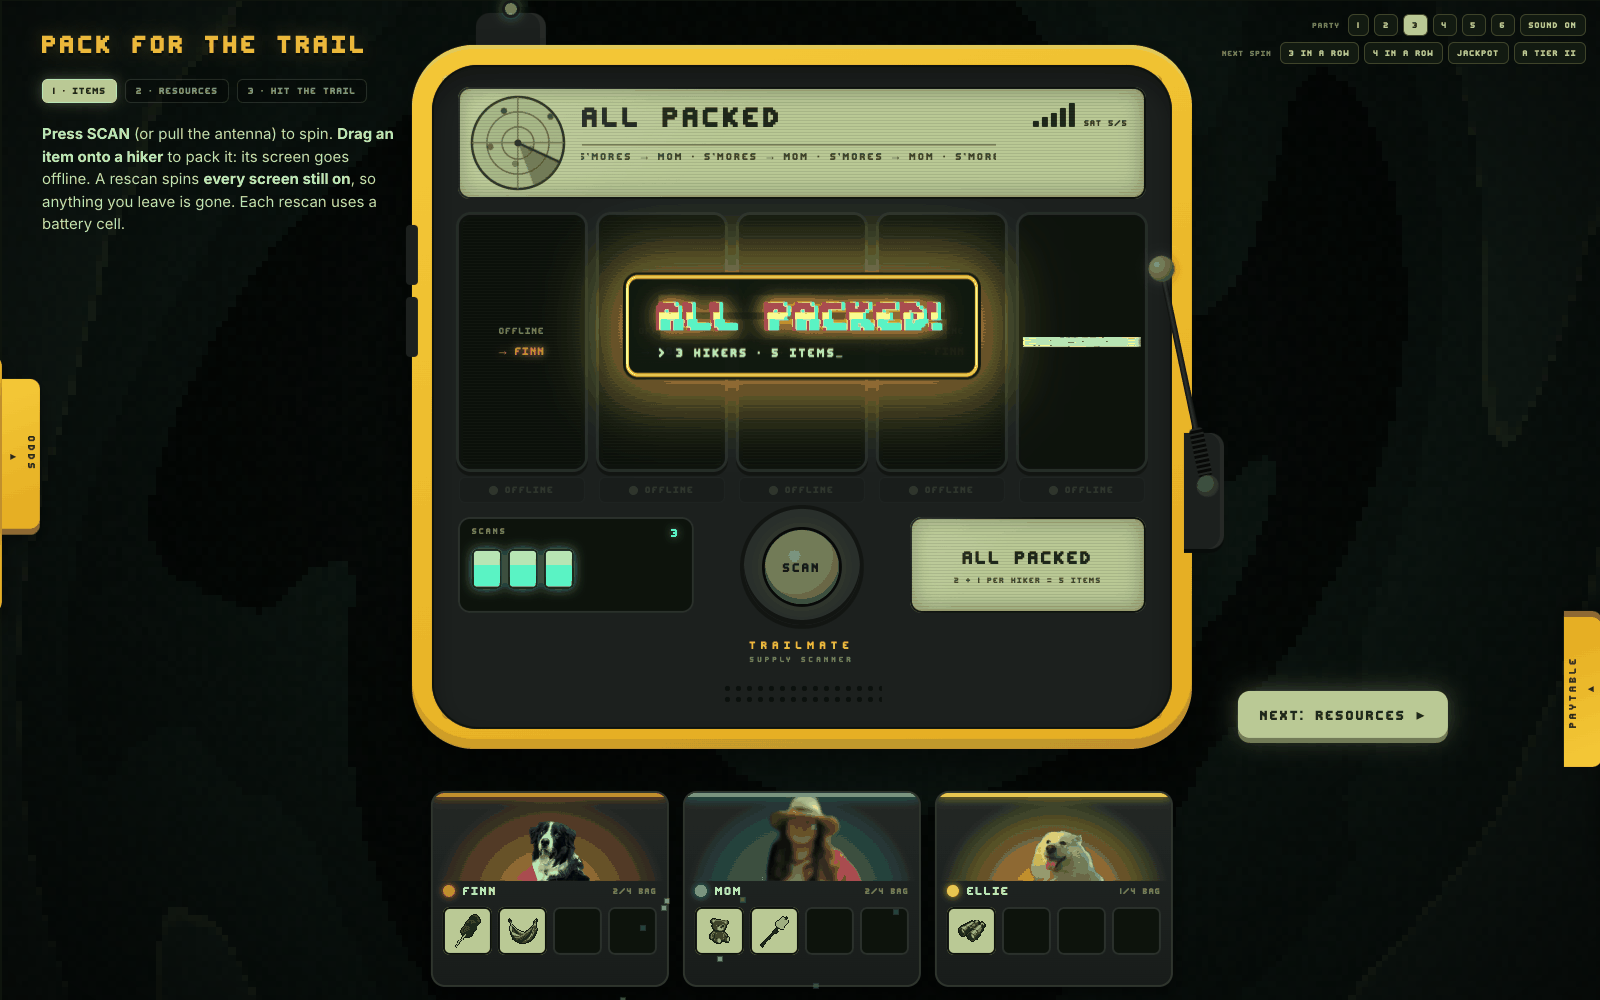 PACK FOR THE TRAIL
1 · ITEMS
2 · RESOURCES
3 · HIT THE TRAIL
Press SCAN (or pull the antenna) to spin. Drag an
item onto a hiker to pack it: its screen goes
offline. A rescan spins every screen still on, so
anything you leave is gone. Each rescan uses a
battery cell.
PARTY 1 2 3 4 5 6 SOUND ON
NEXT SPIN 3 IN A ROW 4 IN A ROW JACKPOT A TIER II
ALL PACKED
SAT 5/5
S'MORES → MOM · S'MORES → MOM · S'MORES → MOM · S'MORE
OFFLINE
→ FINN
ALL PACKED!
> 3 HIKERS · 5 ITEMS_
OFFLINE
OFFLINE
OFFLINE
OFFLINE
OFFLINE
SCANS
3
SCAN
ALL PACKED
2 + 1 PER HIKER = 5 ITEMS
TRAILMATE
SUPPLY SCANNER
ODDS
PAYTABLE
NEXT: RESOURCES
FINN
2/4 BAG
MOM
2/4 BAG
ELLIE
1/4 BAG